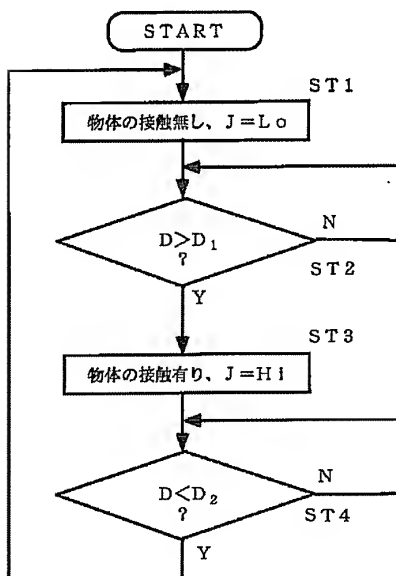 START
ST1
物体の接触無し、J=Lo
D>D₁
?
N
ST2
Y
ST3
物体の接触有り、J=Hi
D<D₂
?
N
ST4
Y